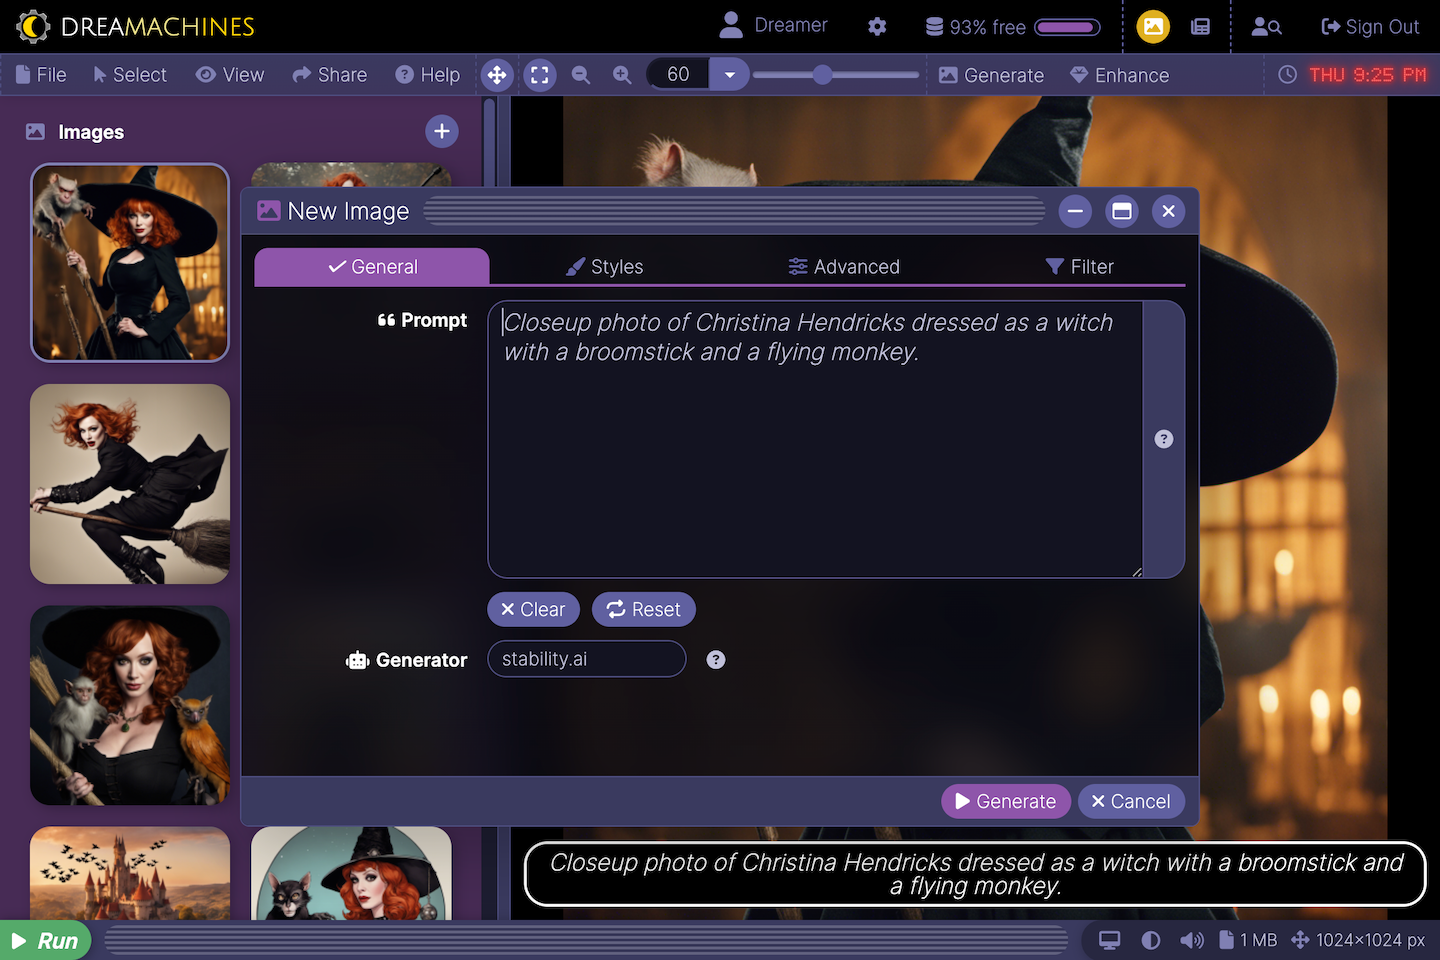 DREAMACHINES
Dreamer
93% free
Sign Out
File
Select
View
Share
? Help
60
Generate
Enhance
THU 9:25 PM
Images
New Image
General
Styles
Advanced
Filter
Prompt
Closeup photo of Christina Hendricks dressed as a witch
with a broomstick and a flying monkey.
?
Clear
Reset
Generator
stability.ai
?
Generate
Cancel
Closeup photo of Christina Hendricks dressed as a witch with a broomstick and
a flying monkey.
Run
1 MB
1024×1024 px